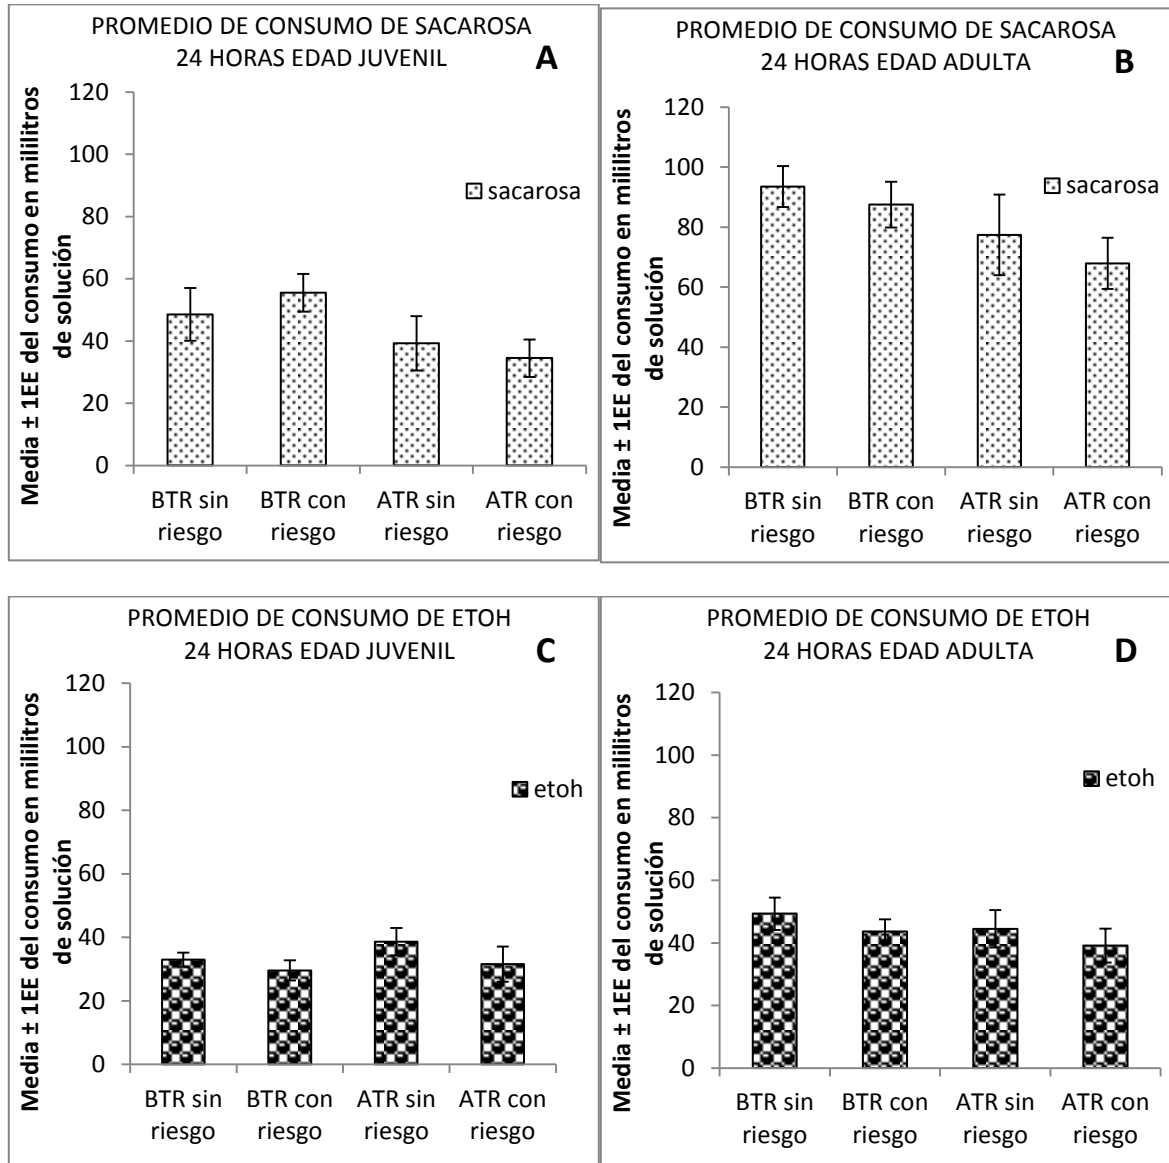 PROMEDIO DE CONSUMO DE SACAROSA
24 HORAS EDAD JUVENIL
A
Media ± 1EE del consumo en mililitros
de solución
120
100
80
60
40
20
0
sacarosa
BTR sin
riesgo
BTR con
riesgo
ATR sin
riesgo
ATR con
riesgo
PROMEDIO DE CONSUMO DE SACAROSA
24 HORAS EDAD ADULTA
B
Media ± 1EE del consumo en mililitros
de solución
120
100
80
60
40
20
0
sacarosa
BTR sin
riesgo
BTR con
riesgo
ATR sin
riesgo
ATR con
riesgo
PROMEDIO DE CONSUMO DE ETOH
24 HORAS EDAD JUVENIL
C
Media ± 1EE del consumo en mililitros
de solución
120
100
80
60
40
20
0
etoh
BTR sin
riesgo
BTR con
riesgo
ATR sin
riesgo
ATR con
riesgo
PROMEDIO DE CONSUMO DE ETOH
24 HORAS EDAD ADULTA
D
Media ± 1EE del consumo en mililitros
de solución
120
100
80
60
40
20
0
etoh
BTR sin
riesgo
BTR con
riesgo
ATR sin
riesgo
ATR con
riesgo